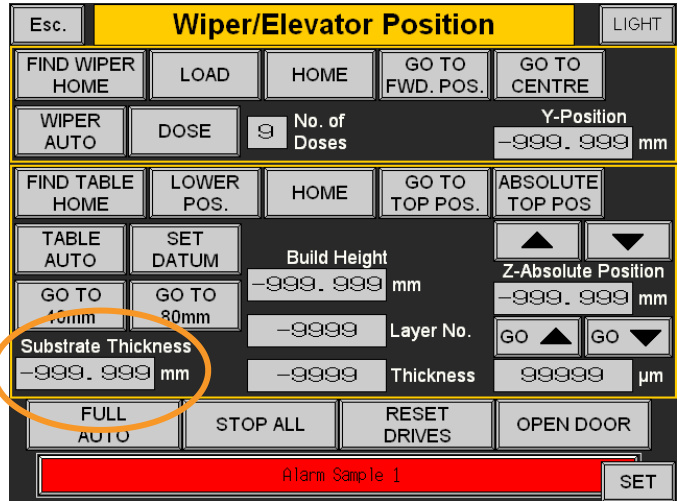 Esc.
Wiper/Elevator Position
LIGHT
FIND WIPER
HOME
LOAD
HOME
GO TO
FWD. POS.
GO TO
CENTRE
WIPER
AUTO
DOSE
9
No. of
Doses
Y-Position
-999.999 mm
FIND TABLE
HOME
LOWER
POS.
HOME
GO TO
TOP POS.
ABSOLUTE
TOP POS
TABLE
AUTO
SET
DATUM
Build Height
-999.999 mm
Z-Absolute Position
-999.999 mm
GO TO
40mm
GO TO
80mm
-9999 Layer No.
GO
GO
Substrate Thickness
-999.999 mm
-9999 Thickness
99999 µm
FULL
AUTO
STOP ALL
RESET
DRIVES
OPEN DOOR
Alarm Sample 1
SET